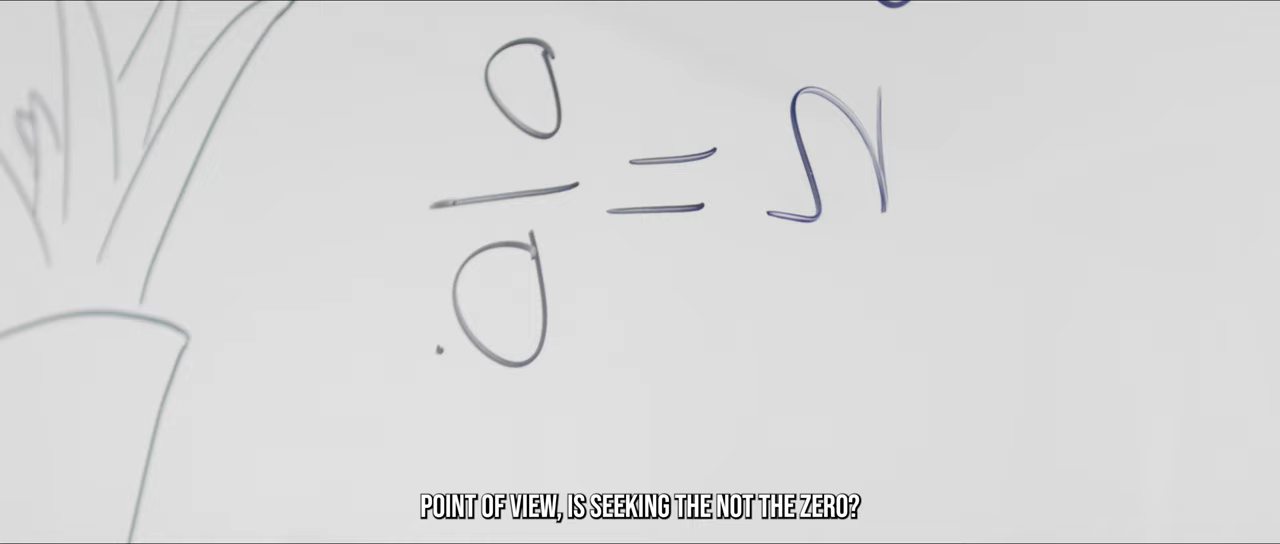 0
― = N
0
POINT OF VIEW, IS SEEKING THE NOT THE ZERO?